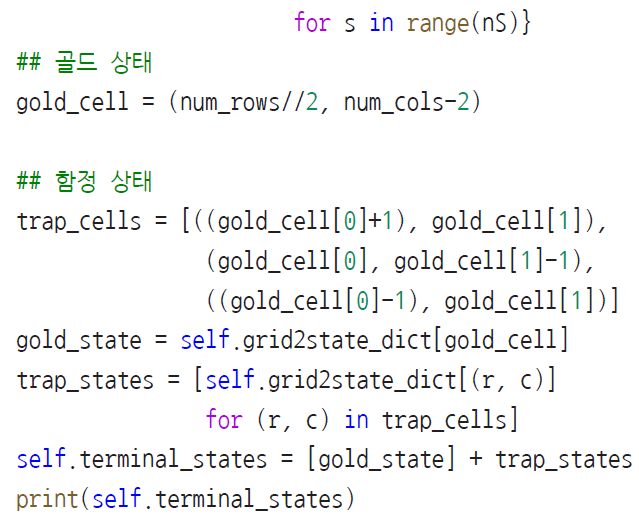 for s in range(nS)}
## 골드 상태
gold_cell = (num_rows//2, num_cols-2)
## 함정 상태
trap_cells = [((gold_cell[0]+1), gold_cell[1]),
(gold_cell[0], gold_cell[1]-1),
((gold_cell[0]-1), gold_cell[1])]
gold_state = self.grid2state_dict[gold_cell]
trap_states = [self.grid2state_dict[(r, c)]
for (r, c) in trap_cells]
self.terminal_states = [gold_state] + trap_states
print(self.terminal_states)